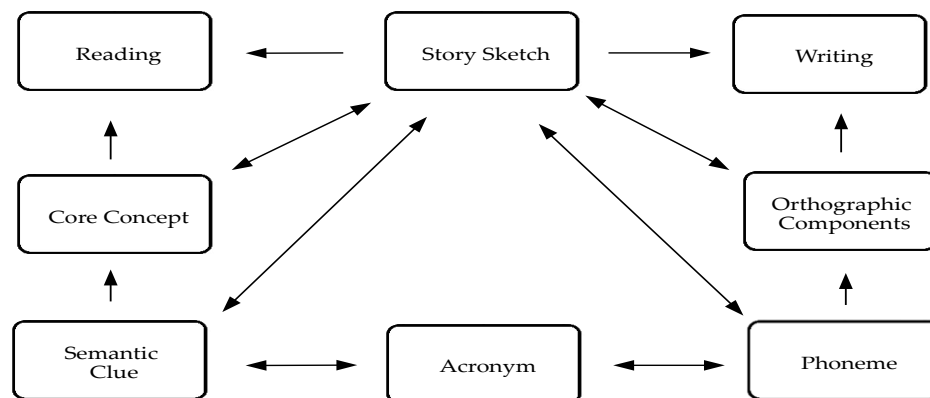 Reading
Story Sketch
Writing
Core Concept
Orthographic
Components
Semantic
Clue
Acronym
Phoneme